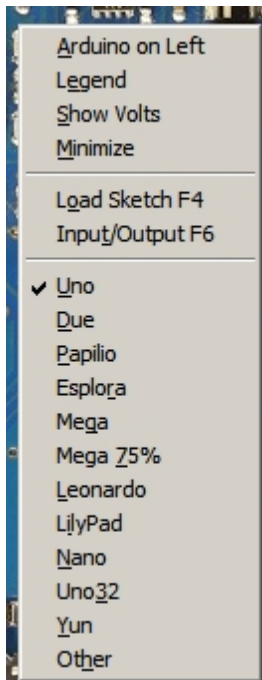 Arduino on Left
Legend
Show Volts
Minimize
Load Sketch F4
Input/Output F6
Uno
Due
Papilio
Esplora
Mega
Mega 75%
Leonardo
LilyPad
Nano
Uno32
Yun
Other